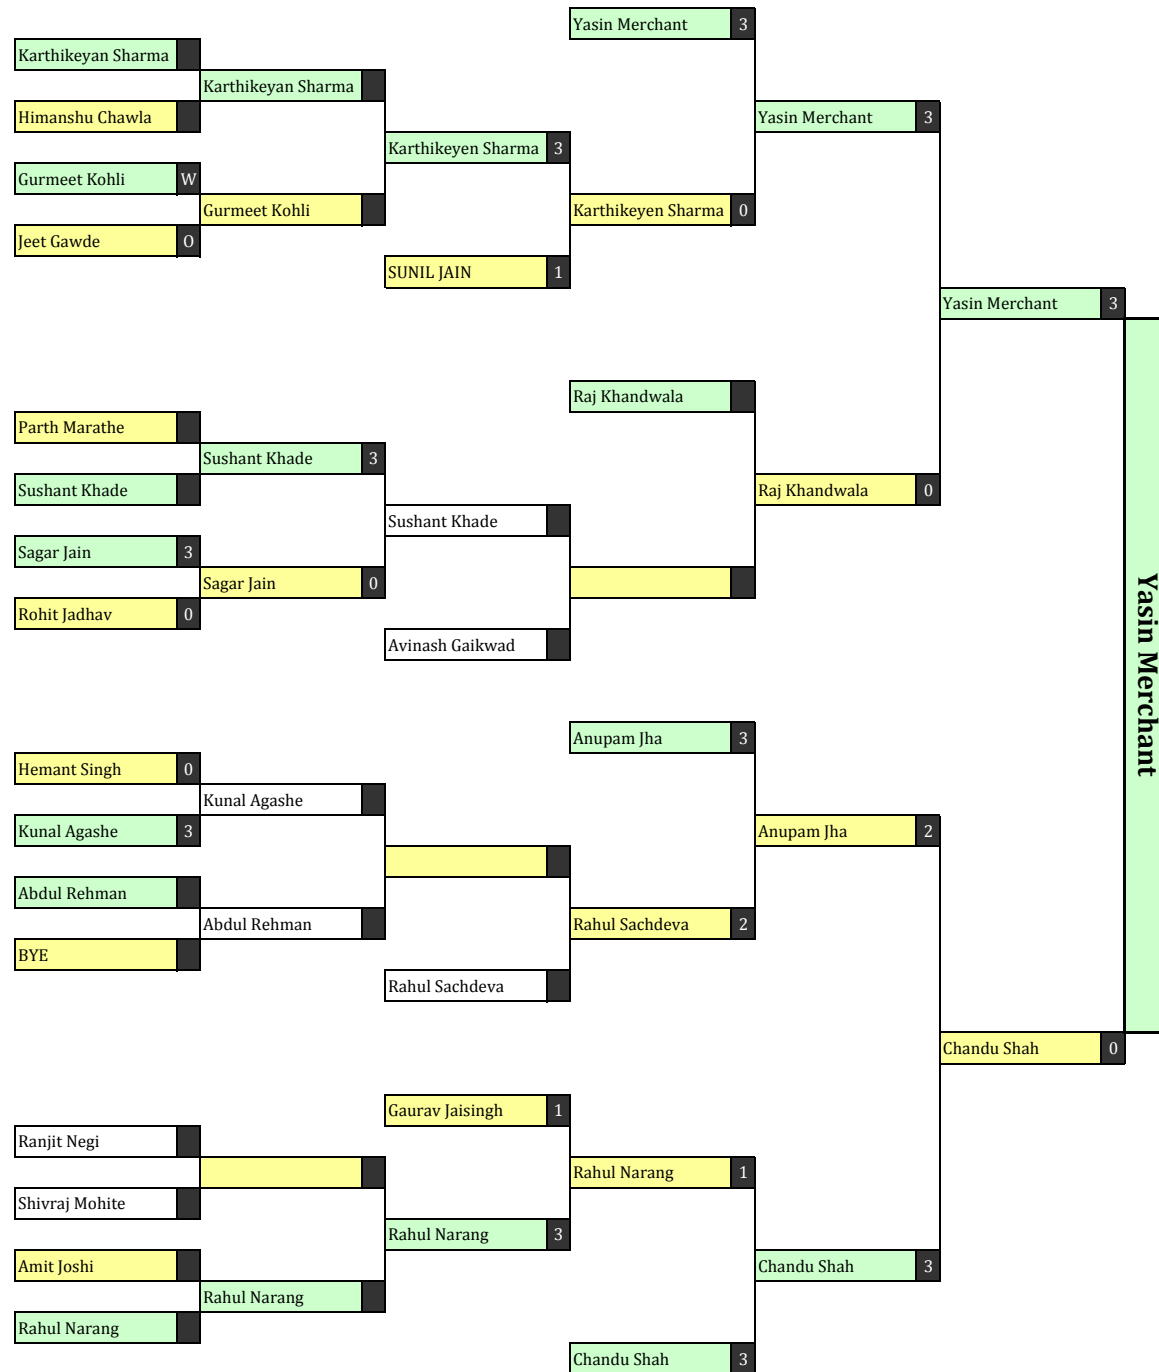 Yasin Merchant 3
Karthikeyan Sharma
Karthikeyan Sharma
Himanshu Chawla
Yasin Merchant 3
Karthikeyen Sharma 3
Gurmeet Kohli W
Gurmeet Kohli
Karthikeyen Sharma 0
Jeet Gawde O
SUNIL JAIN 1
Yasin Merchant 3
Raj Khandwala
Parth Marathe
Sushant Khade 3
Sushant Khade
Raj Khandwala 0
Sushant Khade
Sagar Jain 3
Sagar Jain 0
Rohit Jadhav 0
Avinash Gaikwad
Yasin Merchant
Anupam Jha 3
Hemant Singh 0
Kunal Agashe
Kunal Agashe 3
Anupam Jha 2
Abdul Rehman
Abdul Rehman
Rahul Sachdeva 2
BYE
Rahul Sachdeva
Chandu Shah 0
Gaurav Jaisingh 1
Ranjit Negi
Rahul Narang 1
Shivraj Mohite
Rahul Narang 3
Amit Joshi
Chandu Shah 3
Rahul Narang
Rahul Narang
Chandu Shah 3